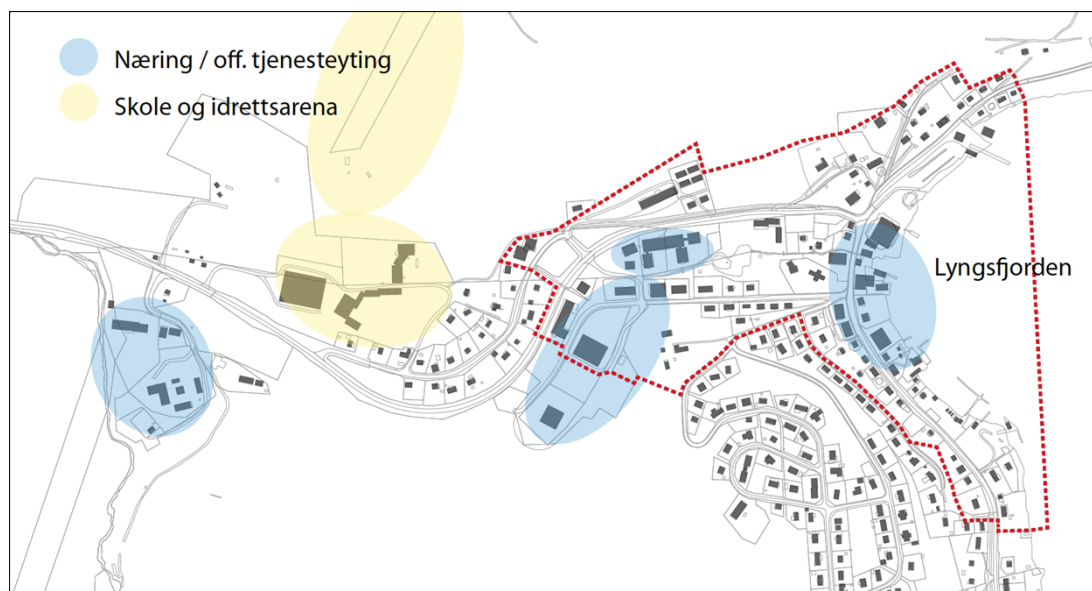 Næring / off. tjenesteyting
Skole og idrettsarena
Lyngsfjorden